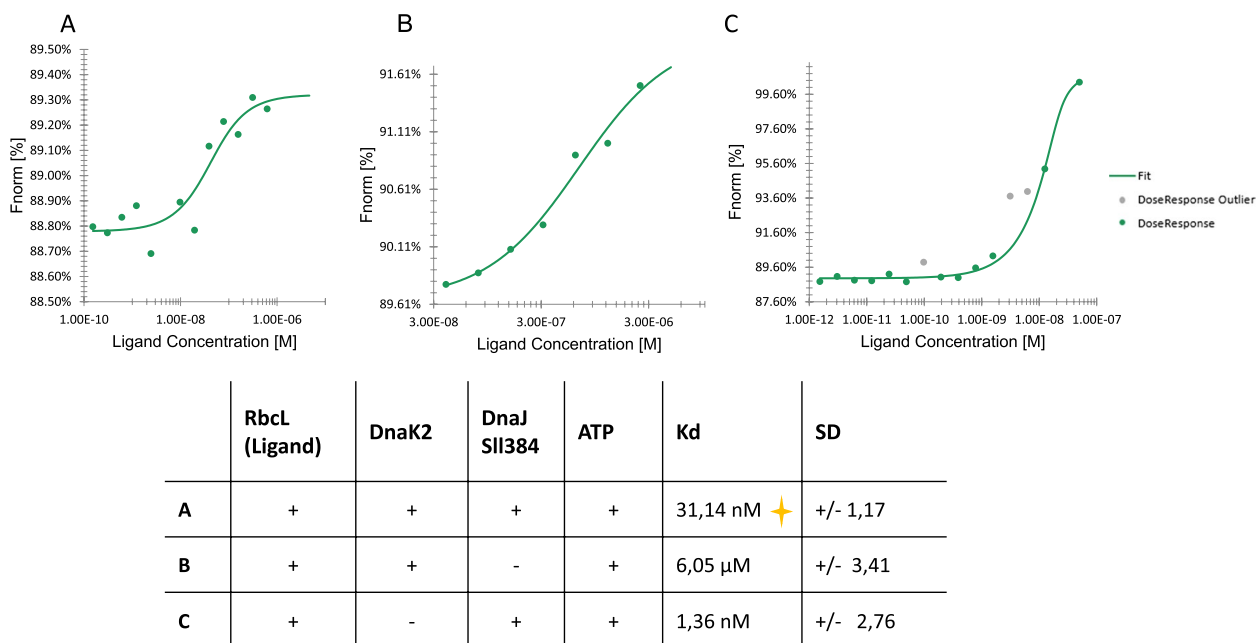 A
89.50%
89.40%
89.30%
89.20%
89.10%
89.00%
88.90%
88.80%
88.70%
88.60%
88.50%
Fnorm [%]
1.00E-10 1.00E-08 1.00E-06
Ligand Concentration [M]
B
91.61%
91.11%
90.61%
90.11%
89.61%
Fnorm [%]
3.00E-08 3.00E-07 3.00E-06
Ligand Concentration [M]
C
99.60%
97.60%
95.60%
93.60%
91.60%
89.60%
87.60%
Fnorm [%]
1.00E-12 1.00E-11 1.00E-10 1.00E-09 1.00E-08 1.00E-07
Ligand Concentration [M]
Fit
DoseResponse Outlier
DoseResponse
RbcL (Ligand) DnaK2 DnaJ Sll384 ATP Kd SD
A + + + + 31,14 nM +/- 1,17
B + + - + 6,05 µM +/- 3,41
C + - + + 1,36 nM +/- 2,76